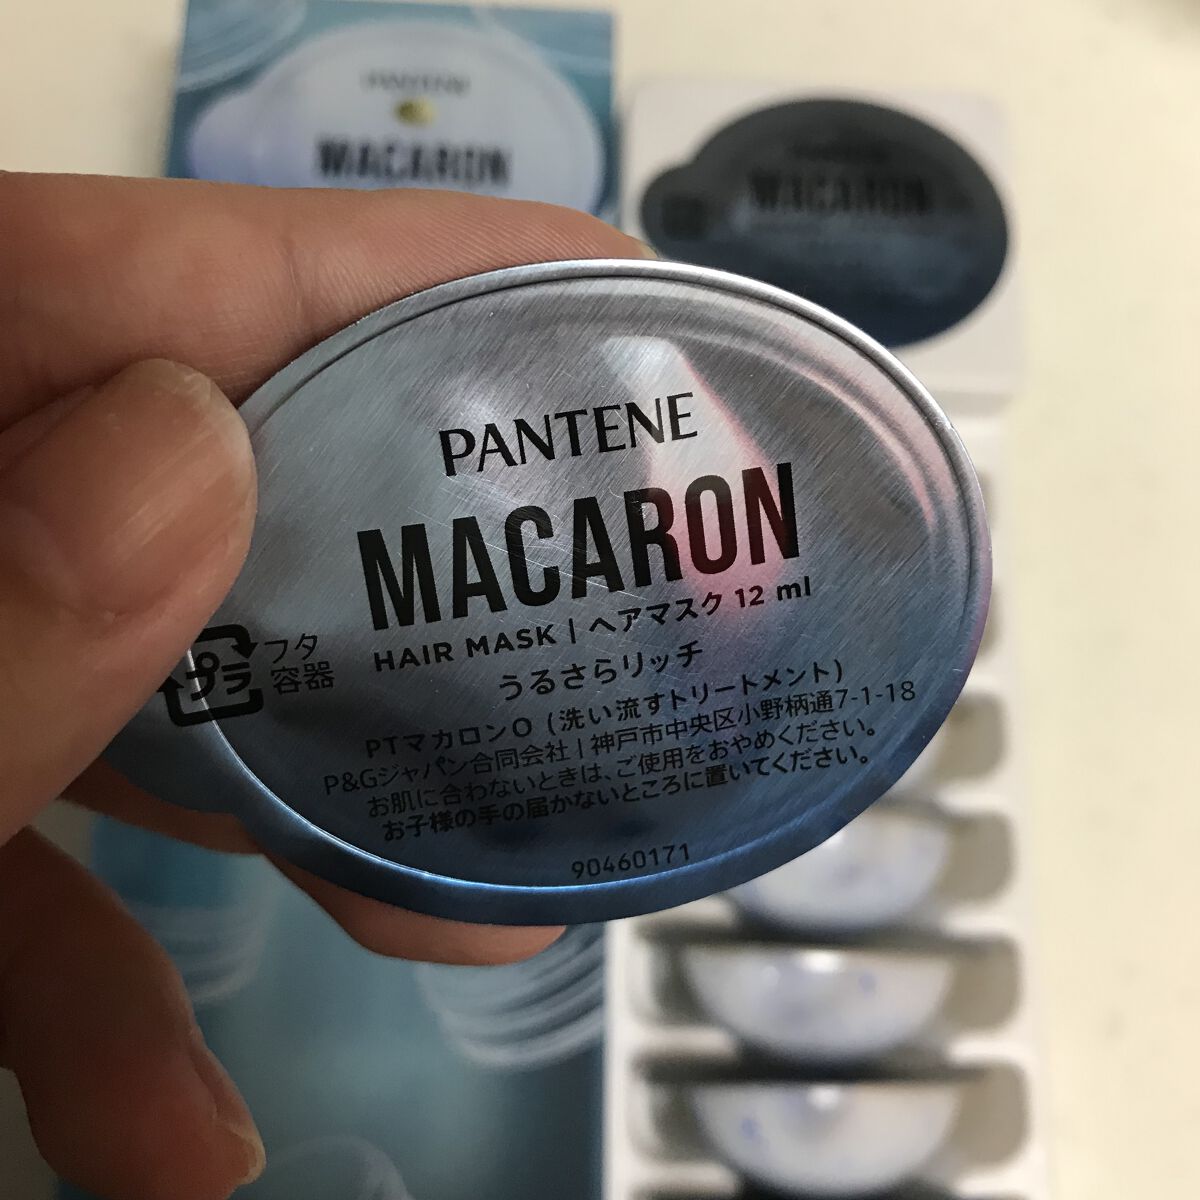 PANTENE
MACARON
MACARON
PANTENE
MACARON
HAIR MASK | ヘアマスク 12 ml
うるさらリッチ
プラ
フタ
容器
PTマカロンO (洗い流すトリートメント)
P&Gジャパン合同会社 | 神戸市中央区小野柄通7-1-18
お肌に合わないときは、ご使用をおやめください。
お子様の手の届かないところに置いてください。
90460171